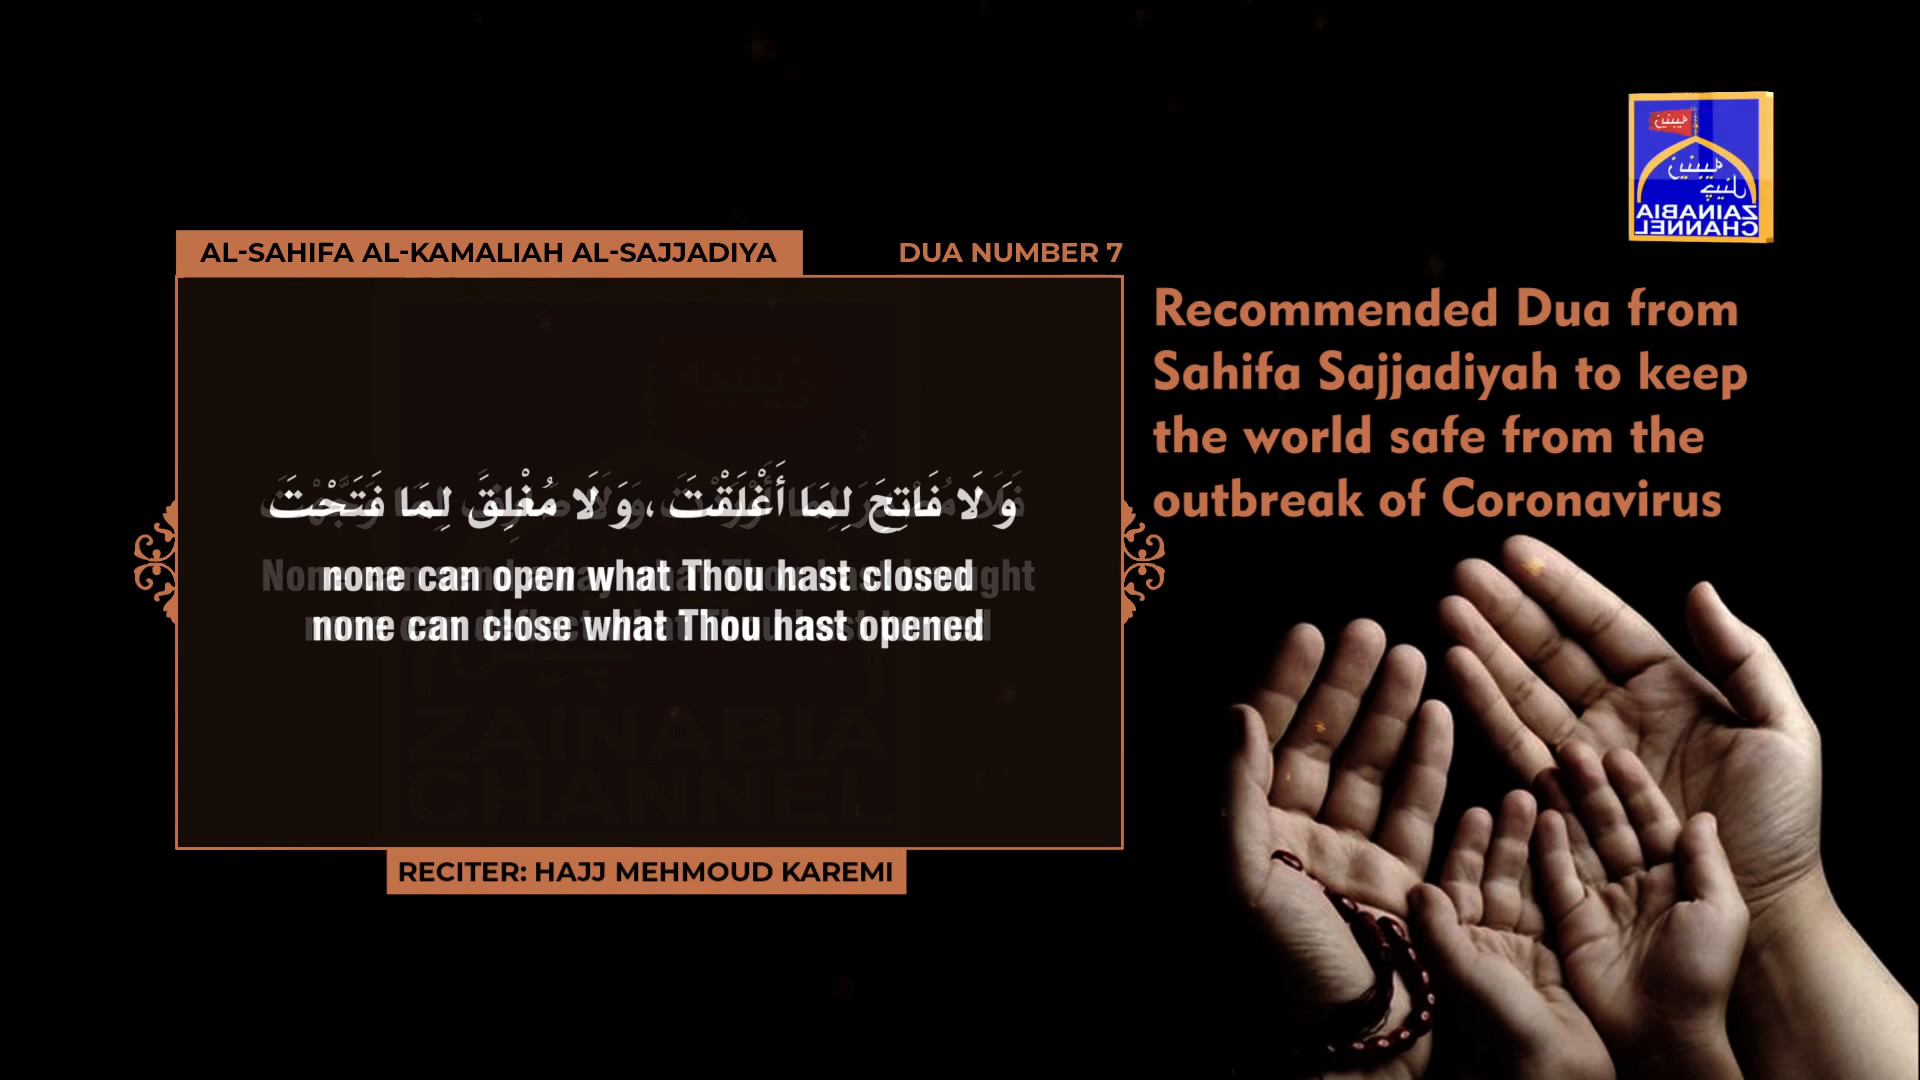 AL-SAHIFA AL-KAMALIAH AL-SAJJADIYA
DUA NUMBER 7
وَ لَا فَاتِحَ لِمَا أَغْلَقْتَ ، وَ لَا مُغْلِقَ لِمَا فَتَحْتَ
none can open what Thou hast closed
none can close what Thou hast opened
RECITER: HAJJ MEHMOUD KAREMI
Recommended Dua from
Sahifa Sajjadiyah to keep
the world safe from the
outbreak of Coronavirus
ZAINABIA
CHANNEL
ZAINABIA
CHANNEL